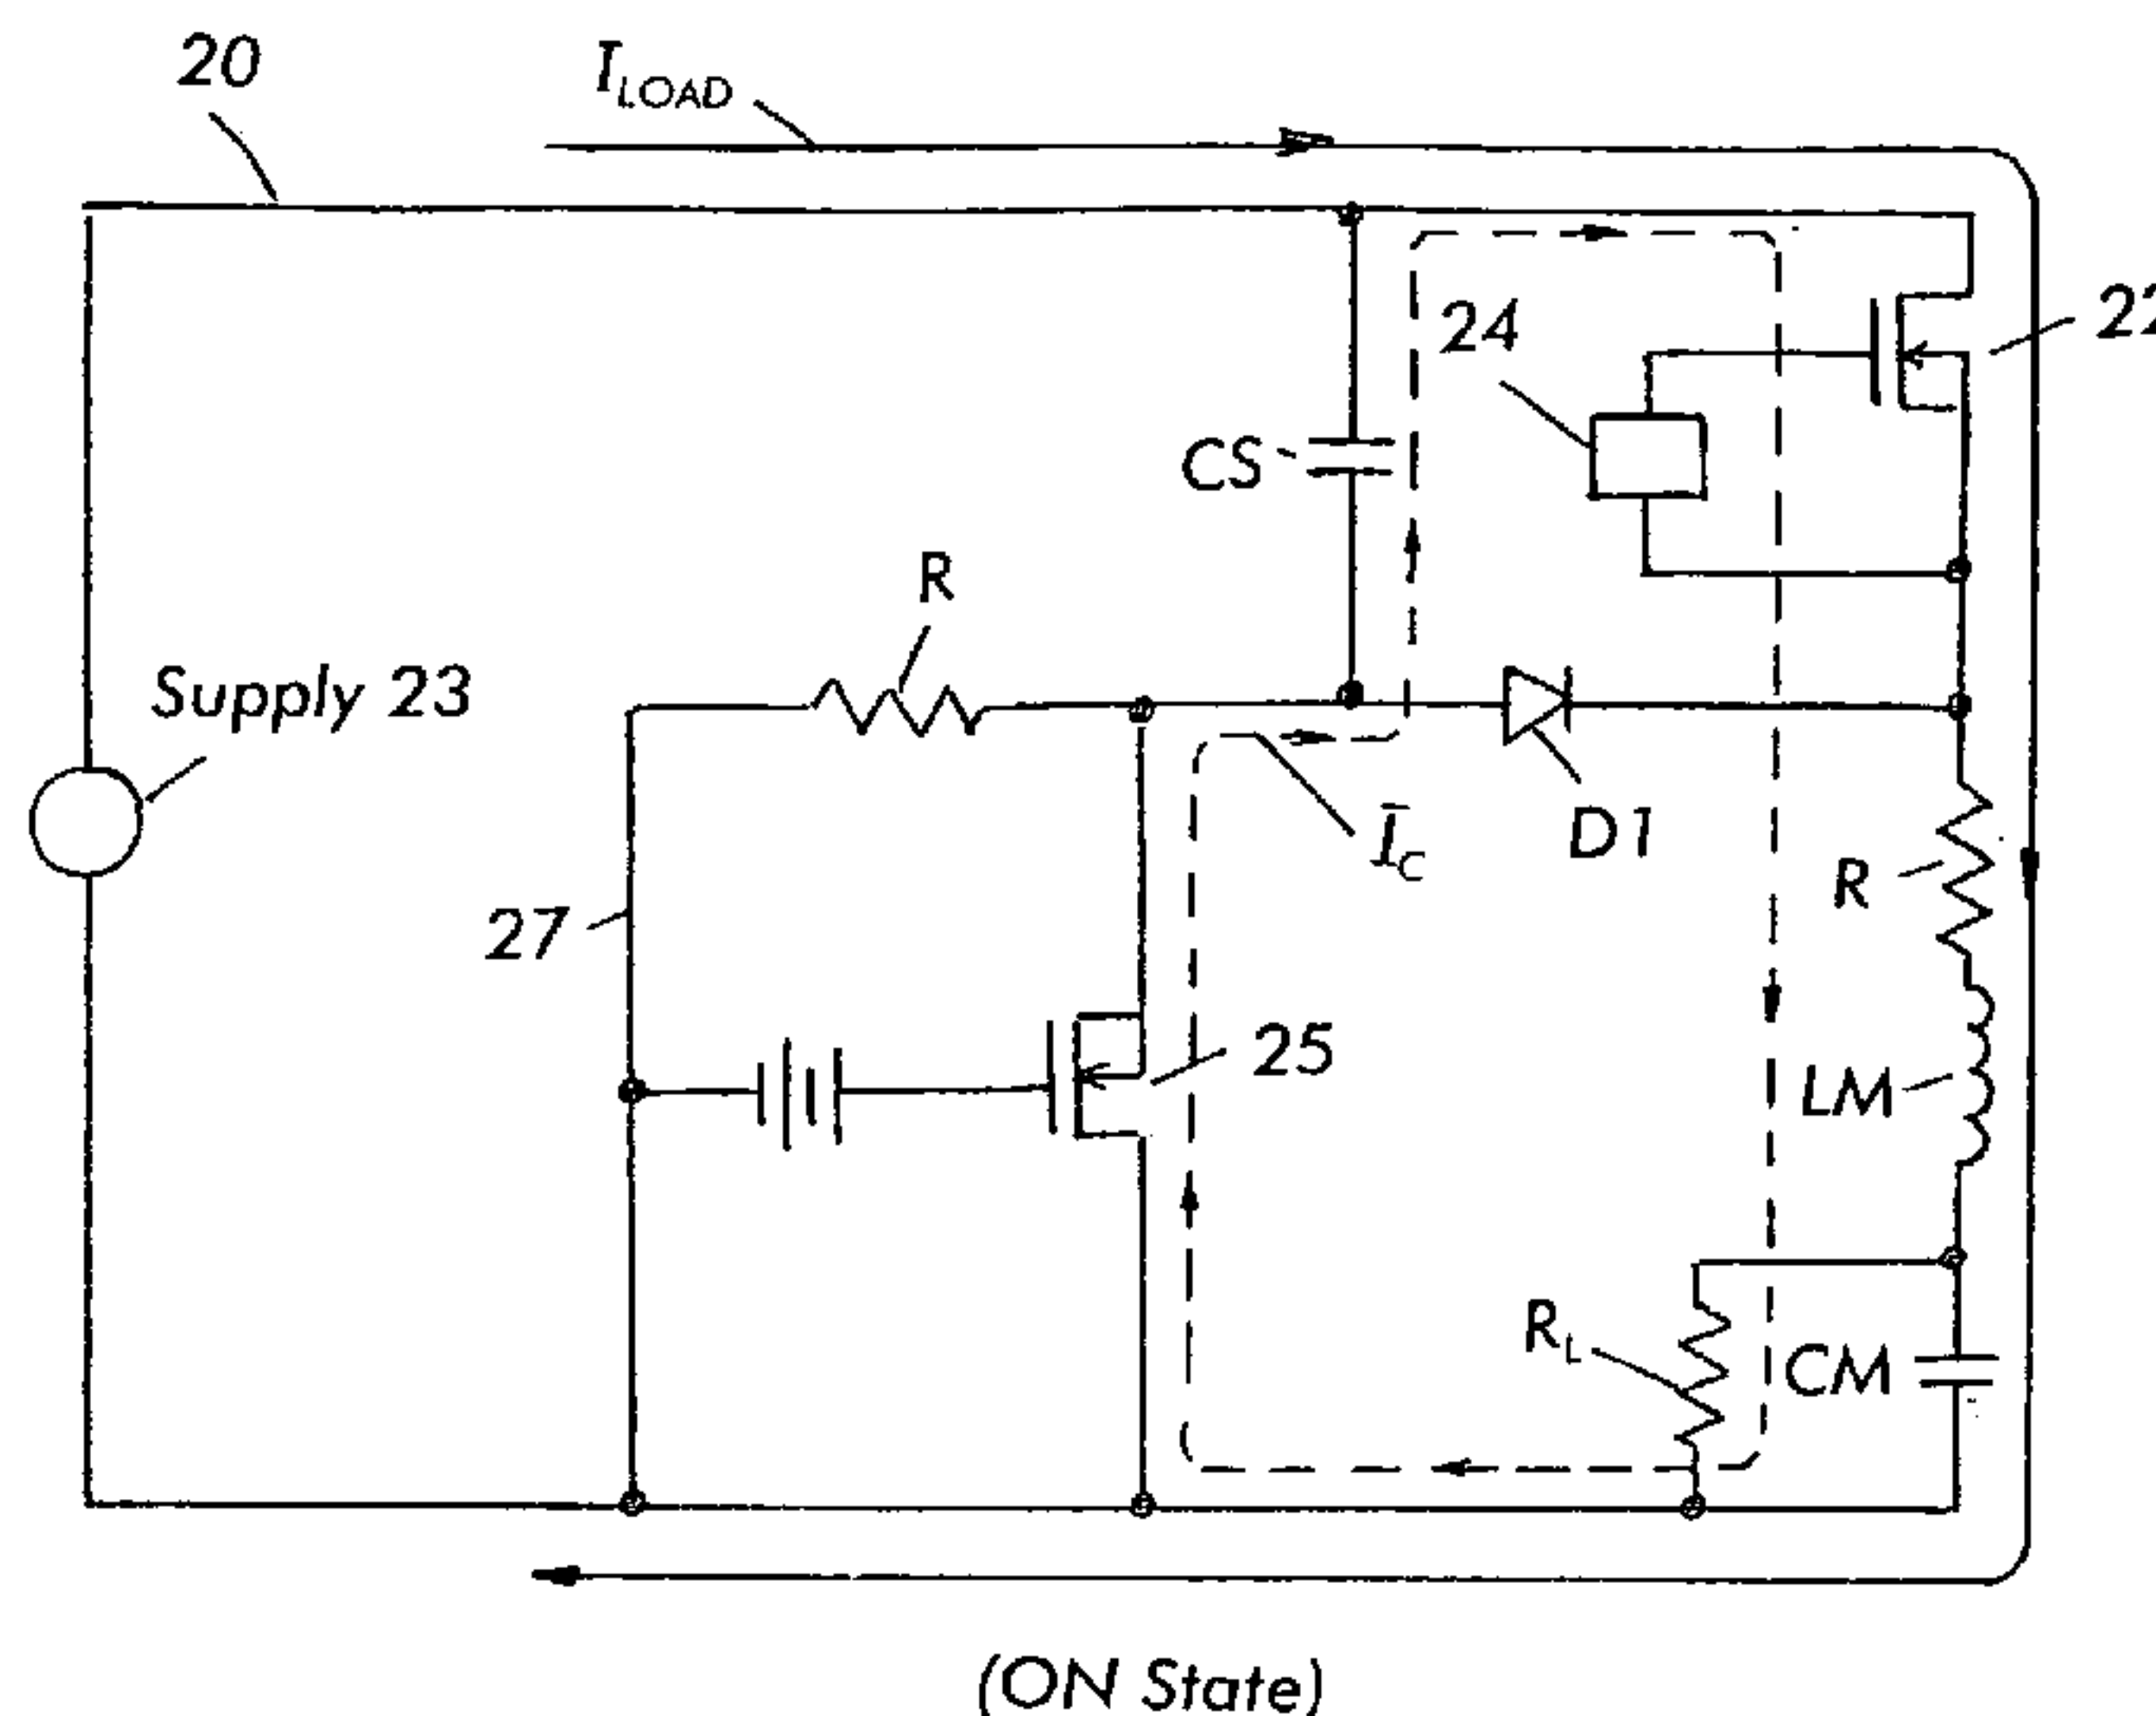 20
I_LOAD
24
22
CS
R
Supply 23
D1
I_C
R
27
25
LM
R_L
CM
(ON State)